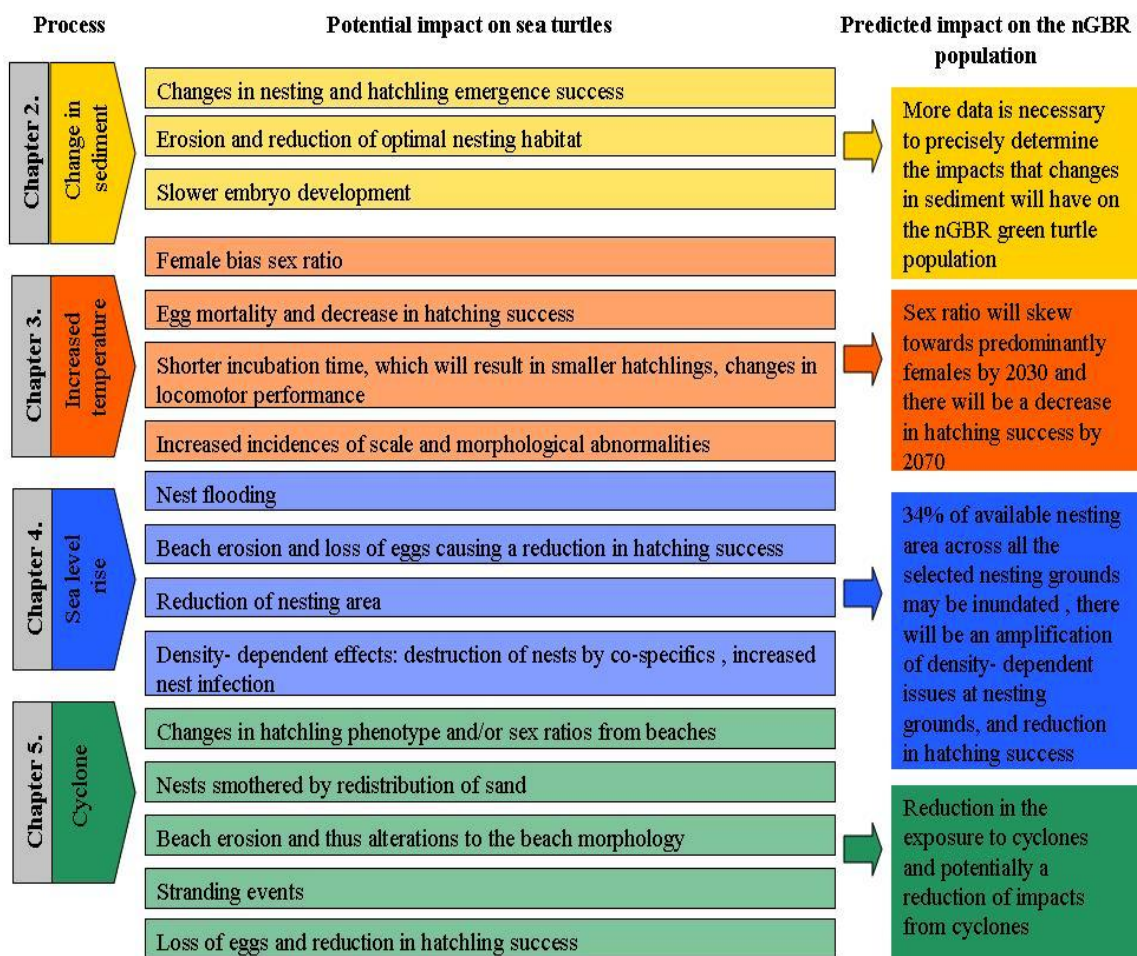 Process
Potential impact on sea turtles
Predicted impact on the nGBR
population
Chapter 2.
Change in
sediment
Changes in nesting and hatchling emergence success
Erosion and reduction of optimal nesting habitat
Slower embryo development
More data is necessary
to precisely determine
the impacts that changes
in sediment will have on
the nGBR green turtle
population
Chapter 3.
Increased
temperature
Female bias sex ratio
Egg mortality and decrease in hatching success
Shorter incubation time, which will result in smaller hatchlings, changes in
locomotor performance
Increased incidences of scale and morphological abnormalities
Sex ratio will skew
towards predominantly
females by 2030 and
there will be a decrease
in hatching success by
2070
Chapter 4.
Sea level
rise
Nest flooding
Beach erosion and loss of eggs causing a reduction in hatching success
Reduction of nesting area
Density- dependent effects: destruction of nests by co-specifics , increased
nest infection
34% of available nesting
area across all the
selected nesting grounds
may be inundated , there
will be an amplification
of density- dependent
issues at nesting
grounds, and reduction
in hatching success
Chapter 5.
Cyclone
Changes in hatchling phenotype and/or sex ratios from beaches
Nests smothered by redistribution of sand
Beach erosion and thus alterations to the beach morphology
Stranding events
Loss of eggs and reduction in hatchling success
Reduction in the
exposure to cyclones
and potentially a
reduction of impacts
from cyclones